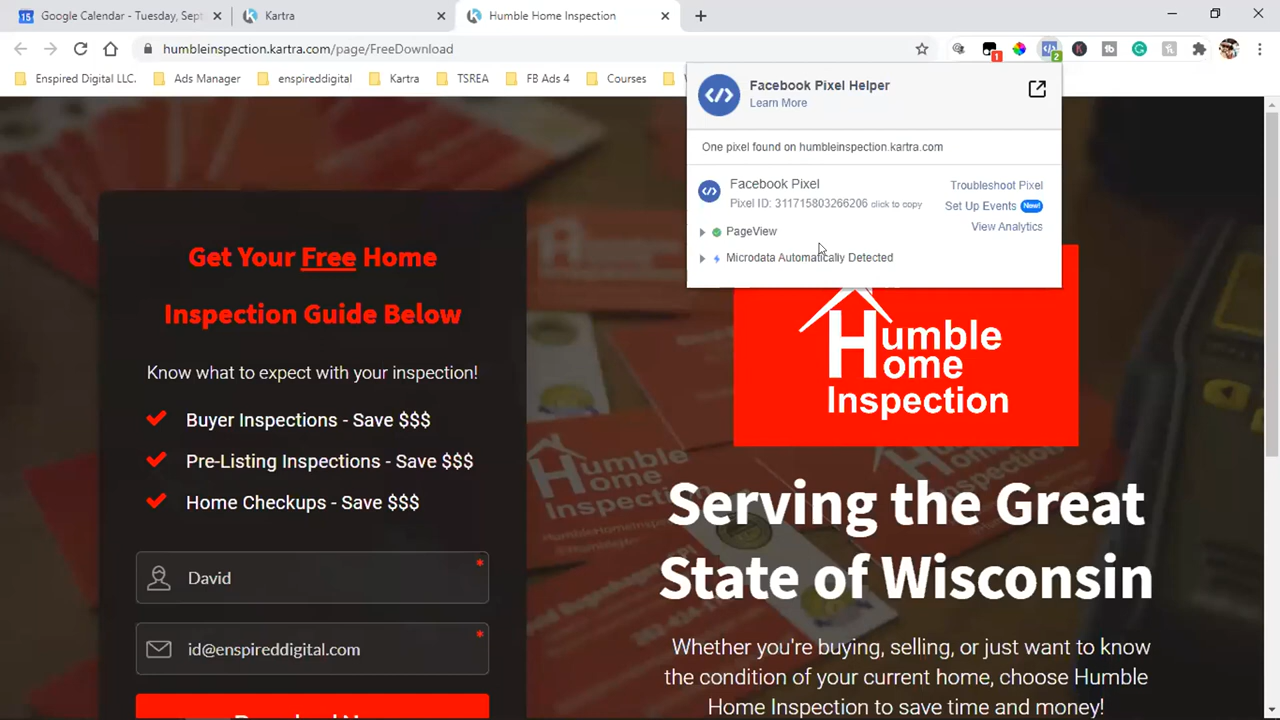 Google Calendar - Tuesday, Sep
Kartra
Humble Home Inspection
humbleinspection.kartra.com/page/FreeDownload
1
2
Enspired Digital LLC.
Ads Manager
enspireddigital
Kartra
TSREA
FB Ads 4
Courses
Facebook Pixel Helper
Learn More
One pixel found on humbleinspection.kartra.com
Facebook Pixel
Pixel ID: 311715803266206 click to copy
Troubleshoot Pixel
Set Up Events New!
View Analytics
PageView
Microdata Automatically Detected
Get Your Free Home
Inspection Guide Below
Know what to expect with your inspection!
Buyer Inspections - Save $$$
Pre-Listing Inspections - Save $$$
Home Checkups - Save $$$
David
id@enspireddigital.com
Humble
Home
Inspection
Serving the Great
State of Wisconsin
Whether you're buying, selling, or just want to know
the condition of your current home, choose Humble
Home Inspection to save time and money!